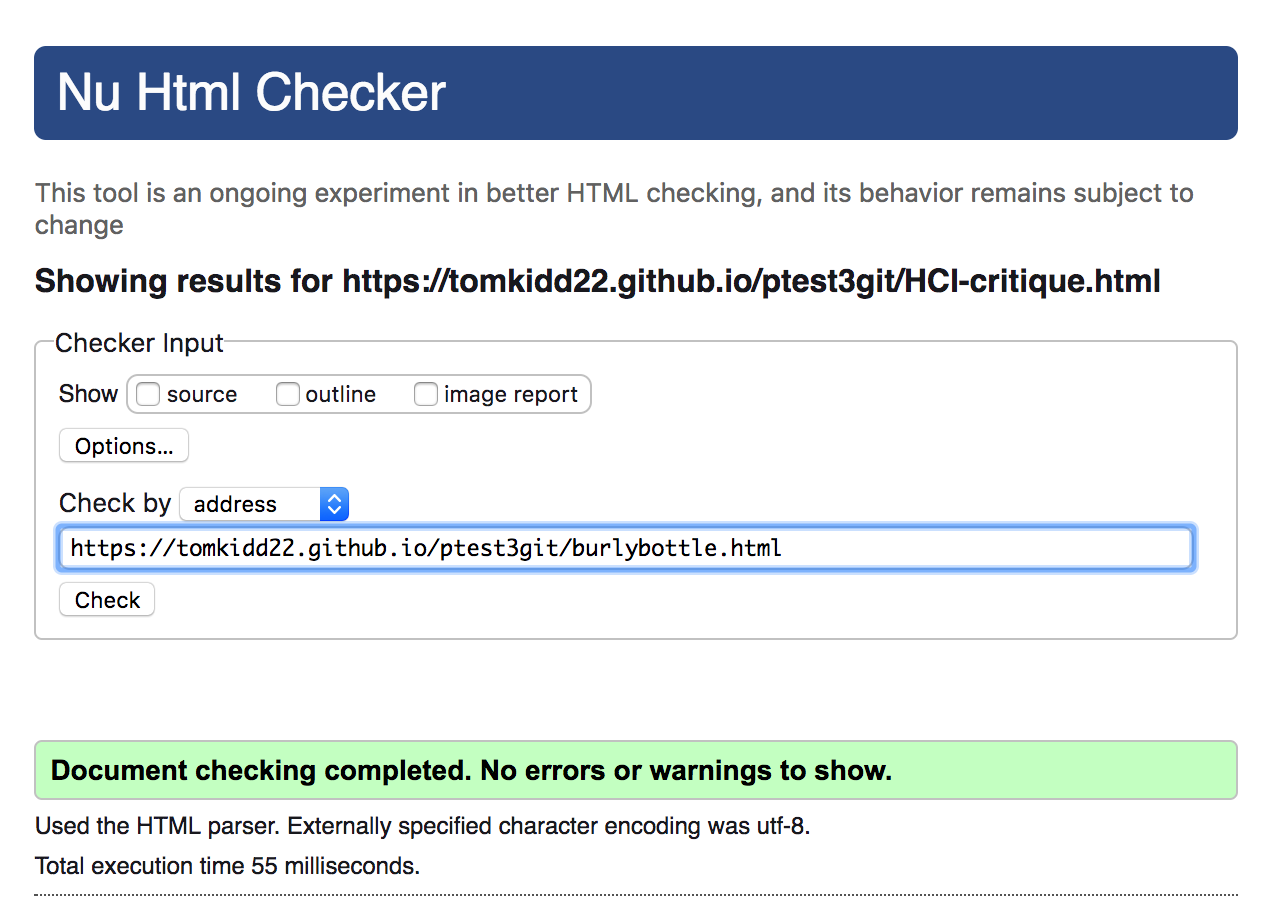 Nu Html Checker
This tool is an ongoing experiment in better HTML checking, and its behavior remains subject to
change
Showing results for https://tomkidd22.github.io/ptest3git/HCI-critique.html
Checker Input
Show source outline image report
Options...
Check by address
https://tomkidd22.github.io/ptest3git/burlybottle.html
Check
Document checking completed. No errors or warnings to show.
Used the HTML parser. Externally specified character encoding was utf-8.
Total execution time 55 milliseconds.